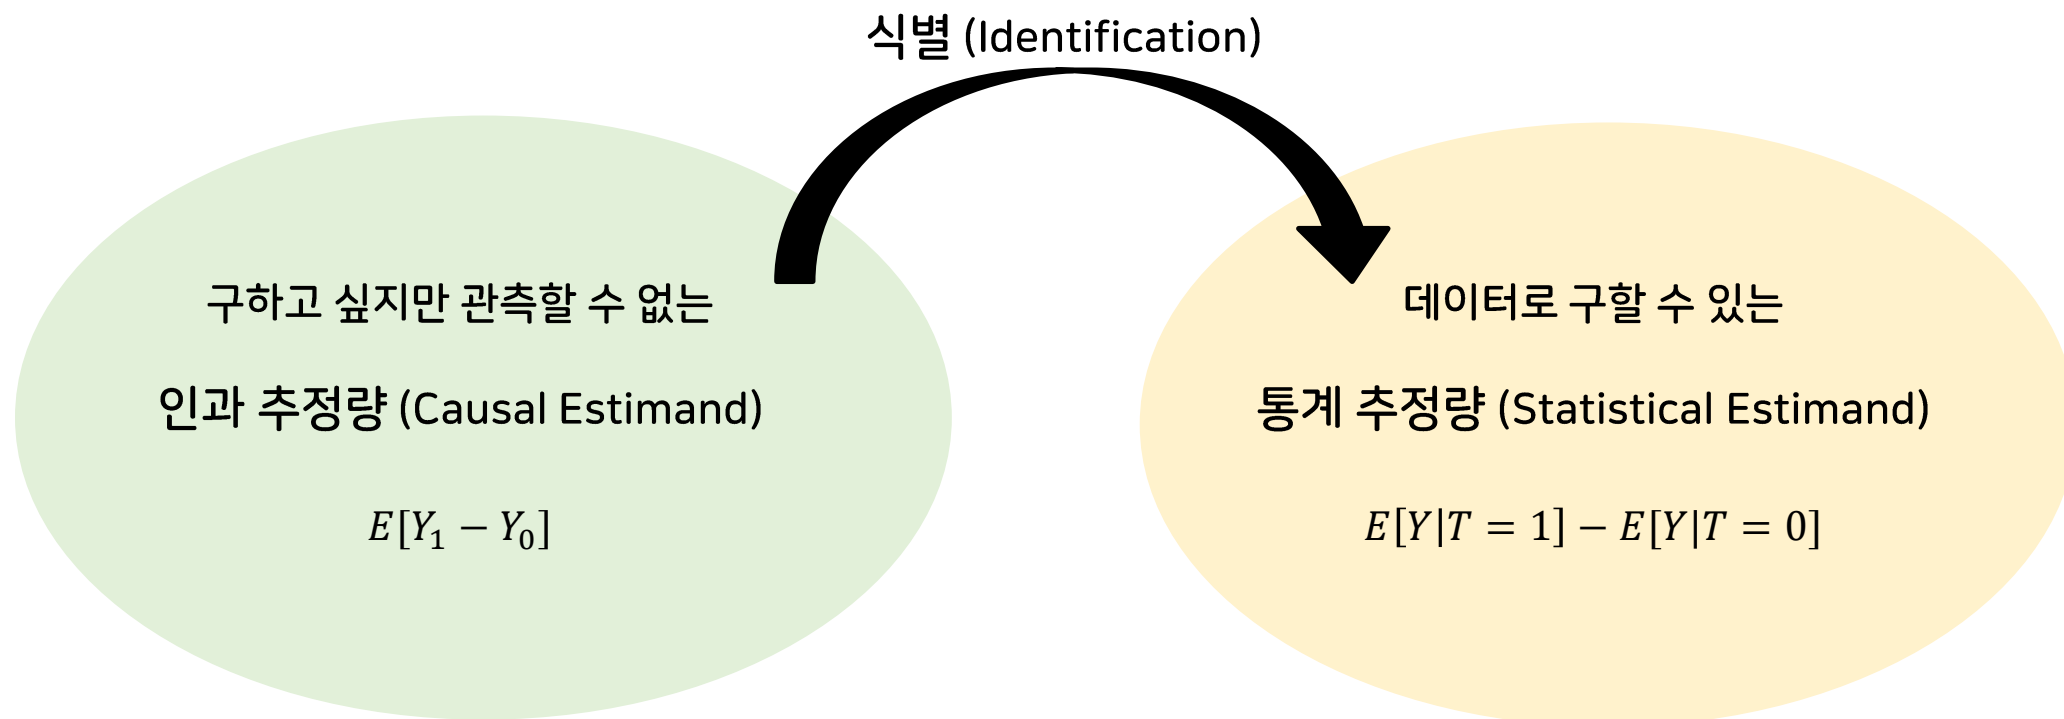 식별 (Identification)
구하고 싶지만 관측할 수 없는
인과 추정량 (Causal Estimand)
E[Y₁ − Y₀]
데이터로 구할 수 있는
통계 추정량 (Statistical Estimand)
E[Y|T = 1] − E[Y|T = 0]